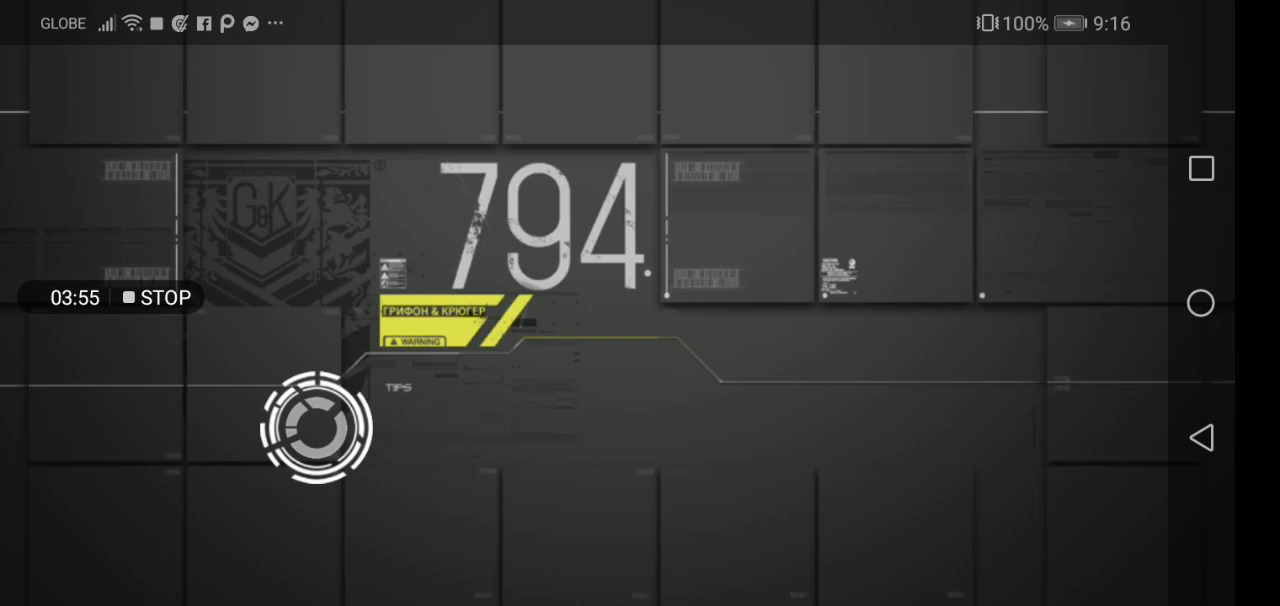 GLOBE 100% 9:16
G&K
794.
03:55 STOP
ГРИФОН & КРЮГЕР
WARNING
TIPS